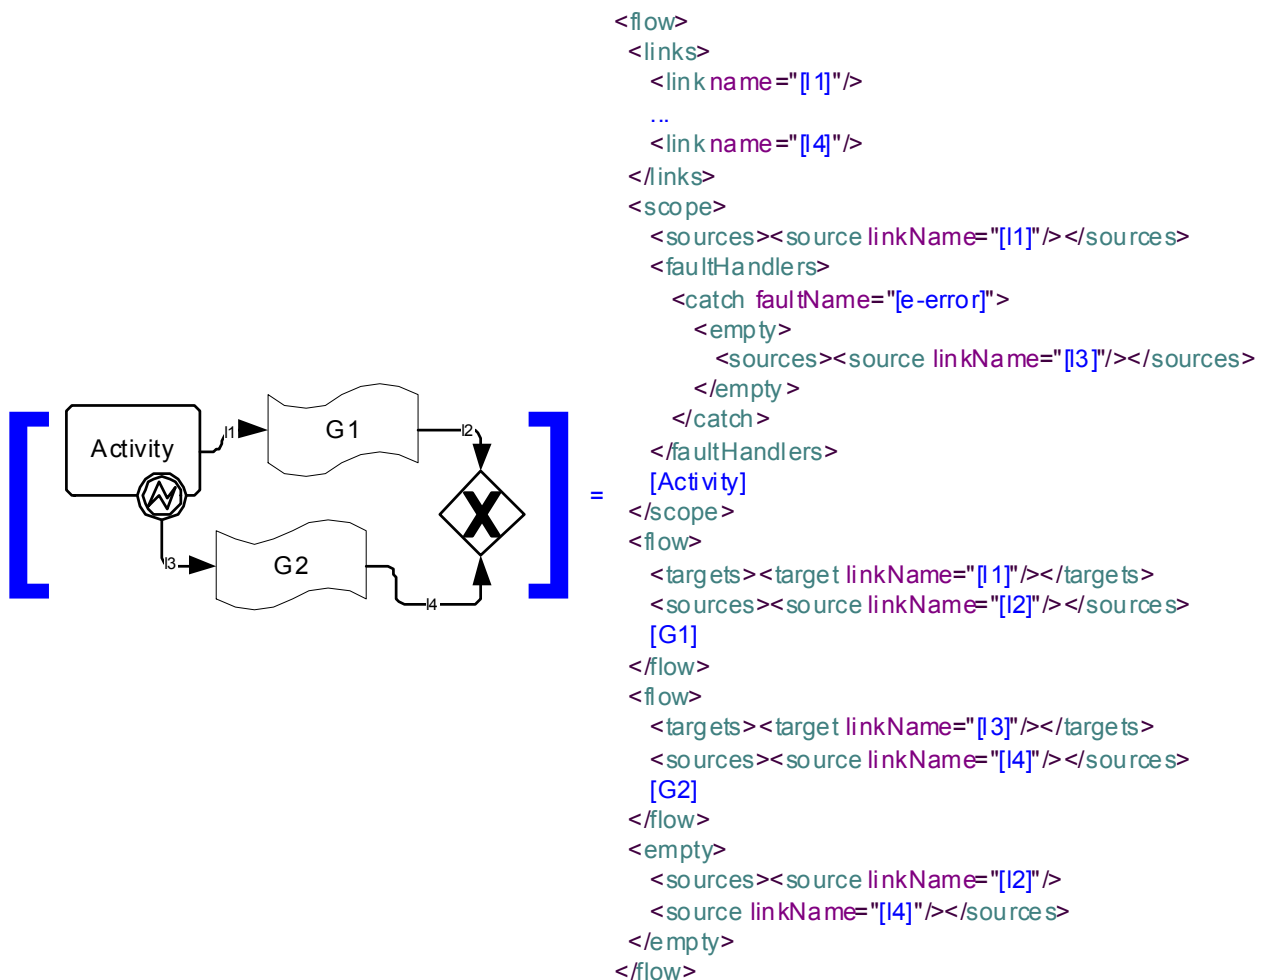 Activity
l1
G1
l2
l3
G2
l4
=
<flow>
<links>
<link name="[l1]"/>
...
<link name="[l4]"/>
</links>
<scope>
<sources><source linkName="[l1]"/></sources>
<faultHandlers>
<catch faultName="[e-error]">
<empty>
<sources><source linkName="[l3]"/></sources>
</empty>
</catch>
</faultHandlers>
[Activity]
</scope>
<flow>
<targets><target linkName="[l1]"/></targets>
<sources><source linkName="[l2]"/></sources>
[G1]
</flow>
<flow>
<targets><target linkName="[l3]"/></targets>
<sources><source linkName="[l4]"/></sources>
[G2]
</flow>
<empty>
<sources><source linkName="[l2]"/>
<source linkName="[l4]"/></sources>
</empty>
</flow>